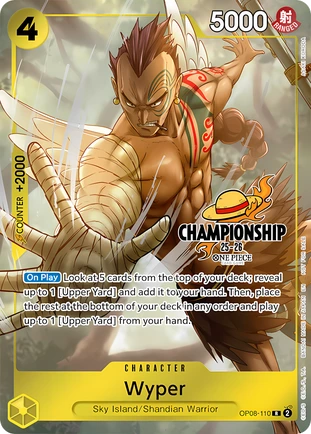 4
5000
射
RANGED
COUNTER +2000
CHAMPIONSHIP
25-26
ONE PIECE
On Play Look at 5 cards from the top of your deck; reveal
up to 1 [Upper Yard] and add it to your hand. Then, place
the rest at the bottom of your deck in any order and play
up to 1 [Upper Yard] from your hand.
CHARACTER
Wyper
Sky Island/Shandian Warrior
OP08-110 R 2